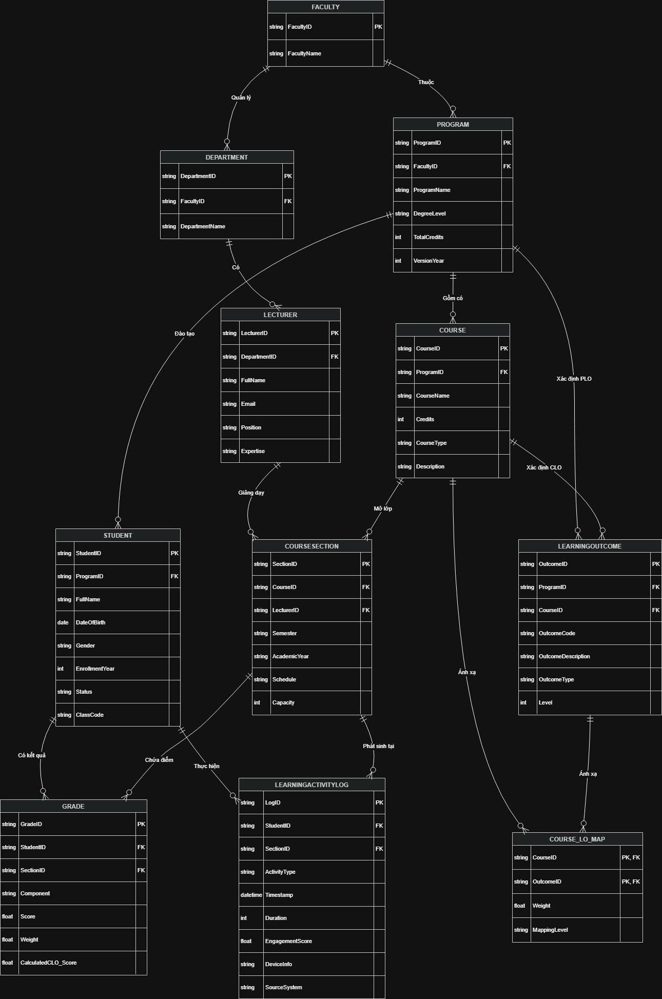 FACULTY
string FacultyID PK
string FacultyName
Quản lý
Thuộc
PROGRAM
string ProgramID PK
string FacultyID FK
string ProgramName
string DegreeLevel
int TotalCredits
int VersionYear
DEPARTMENT
string DepartmentID PK
string FacultyID FK
string DepartmentName
Có
Gồm có
Đào tạo
LECTURER
string LecturerID PK
string DepartmentID FK
string FullName
string Email
string Position
string Expertise
COURSE
string CourseID PK
string ProgramID FK
string CourseName
int Credits
string CourseType
string Description
Xác định PLO
Xác định CLO
Giảng dạy
Mở lớp
STUDENT
string StudentID PK
string ProgramID FK
string FullName
date DateOfBirth
string Gender
int EnrollmentYear
string Status
string ClassCode
COURSESECTION
string SectionID PK
string CourseID FK
string LecturerID FK
string Semester
string AcademicYear
string Schedule
int Capacity
LEARNINGOUTCOME
string OutcomeID PK
string ProgramID FK
string CourseID FK
string OutcomeCode
string OutcomeDescription
string OutcomeType
int Level
Ánh xạ
Có kết quả
Chứa điểm
Thực hiện
Phát sinh tại
Ánh xạ
GRADE
string GradeID PK
string StudentID FK
string SectionID FK
string Component
float Score
float Weight
float CalculatedCLO_Score
LEARNINGACTIVITYLOG
string LogID PK
string StudentID FK
string SectionID FK
string ActivityType
datetime Timestamp
int Duration
float EngagementScore
string DeviceInfo
string SourceSystem
COURSE_LO_MAP
string CourseID PK, FK
string OutcomeID PK, FK
float Weight
string MappingLevel